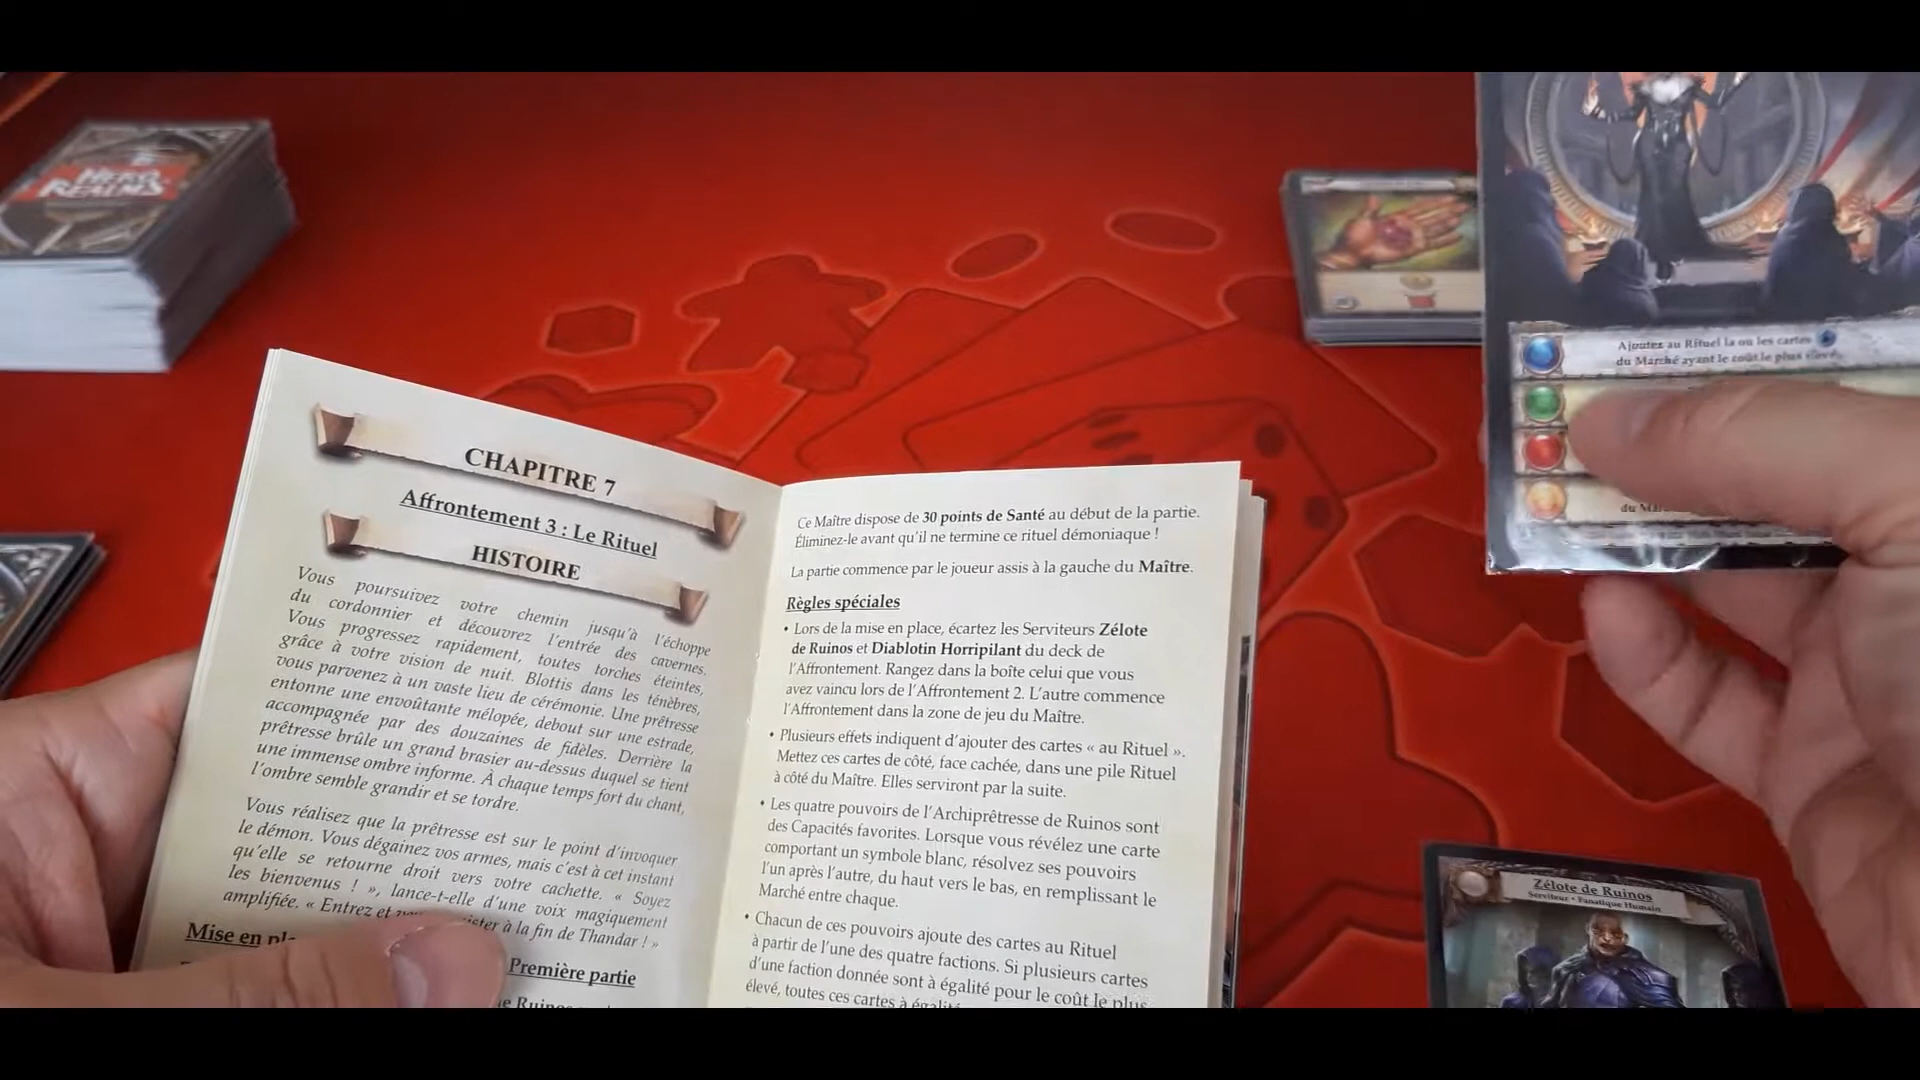 HERO
REALMS
CHAPITRE 7
Affrontement 3 : Le Rituel
HISTOIRE
Vous poursuivez votre chemin jusqu'à l'échoppe
du cordonnier et découvrez l'entrée des cavernes.
Vous progressez rapidement, toutes torches éteintes,
grâce à votre vision de nuit. Blottis dans les ténèbres,
vous parvenez à un vaste lieu de cérémonie. Une prêtresse
entonne une envoûtante mélopée, debout sur une estrade,
accompagnée par des douzaines de fidèles. Derrière la
prêtresse brûle un grand brasier au-dessus duquel se tient
une immense ombre informe. À chaque temps fort du chant,
l'ombre semble grandir et se tordre.
Vous réalisez que la prêtresse est sur le point d'invoquer
le démon. Vous dégainez vos armes, mais c'est à cet instant
qu'elle se retourne droit vers votre cachette. « Soyez
les bienvenus ! », lance-t-elle d'une voix magiquement
amplifiée. « Entrez et à la fin de Thandar ! »
Mise en
Première partie
Ruinos
Ce Maître dispose de 30 points de Santé au début de la partie.
Éliminez-le avant qu'il ne termine ce rituel démoniaque !
La partie commence par le joueur assis à la gauche du Maître.
Règles spéciales
• Lors de la mise en place, écartez les Serviteurs Zélote
de Ruinos et Diablotin Horripilant du deck de
l'Affrontement. Rangez dans la boîte celui que vous
avez vaincu lors de l'Affrontement 2. L'autre commence
l'Affrontement dans la zone de jeu du Maître.
• Plusieurs effets indiquent d'ajouter des cartes « au Rituel ».
Mettez ces cartes de côté, face cachée, dans une pile Rituel
à côté du Maître. Elles serviront par la suite.
• Les quatre pouvoirs de l'Archiprêtresse de Ruinos sont
des Capacités favorites. Lorsque vous révélez une carte
comportant un symbole blanc, résolvez ses pouvoirs
l'un après l'autre, du haut vers le bas, en remplissant le
Marché entre chaque.
• Chacun de ces pouvoirs ajoute des cartes au Rituel
à partir de l'une des quatre factions. Si plusieurs cartes
d'une faction donnée sont à égalité pour le coût le plus
élevé, toutes ces cartes à égalité
Ajoutez au Rituel la ou les cartes
du Marché ayant le coût le plus élevé.
Zélote de Ruinos
Serviteur • Fanatique Humain